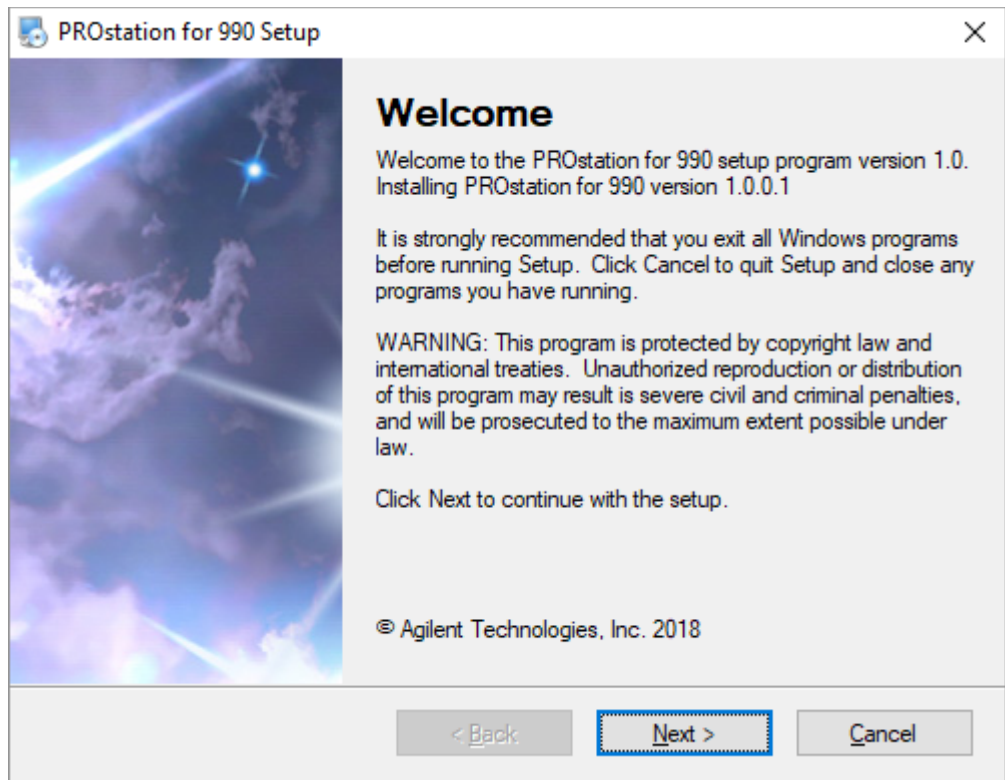 PROstation for 990 Setup
Welcome
Welcome to the PROstation for 990 setup program version 1.0.
Installing PROstation for 990 version 1.0.0.1
It is strongly recommended that you exit all Windows programs
before running Setup.  Click Cancel to quit Setup and close any
programs you have running.
WARNING: This program is protected by copyright law and
international treaties.  Unauthorized reproduction or distribution
of this program may result is severe civil and criminal penalties,
and will be prosecuted to the maximum extent possible under
law.
Click Next to continue with the setup.
© Agilent Technologies, Inc. 2018
< Back
Next >
Cancel